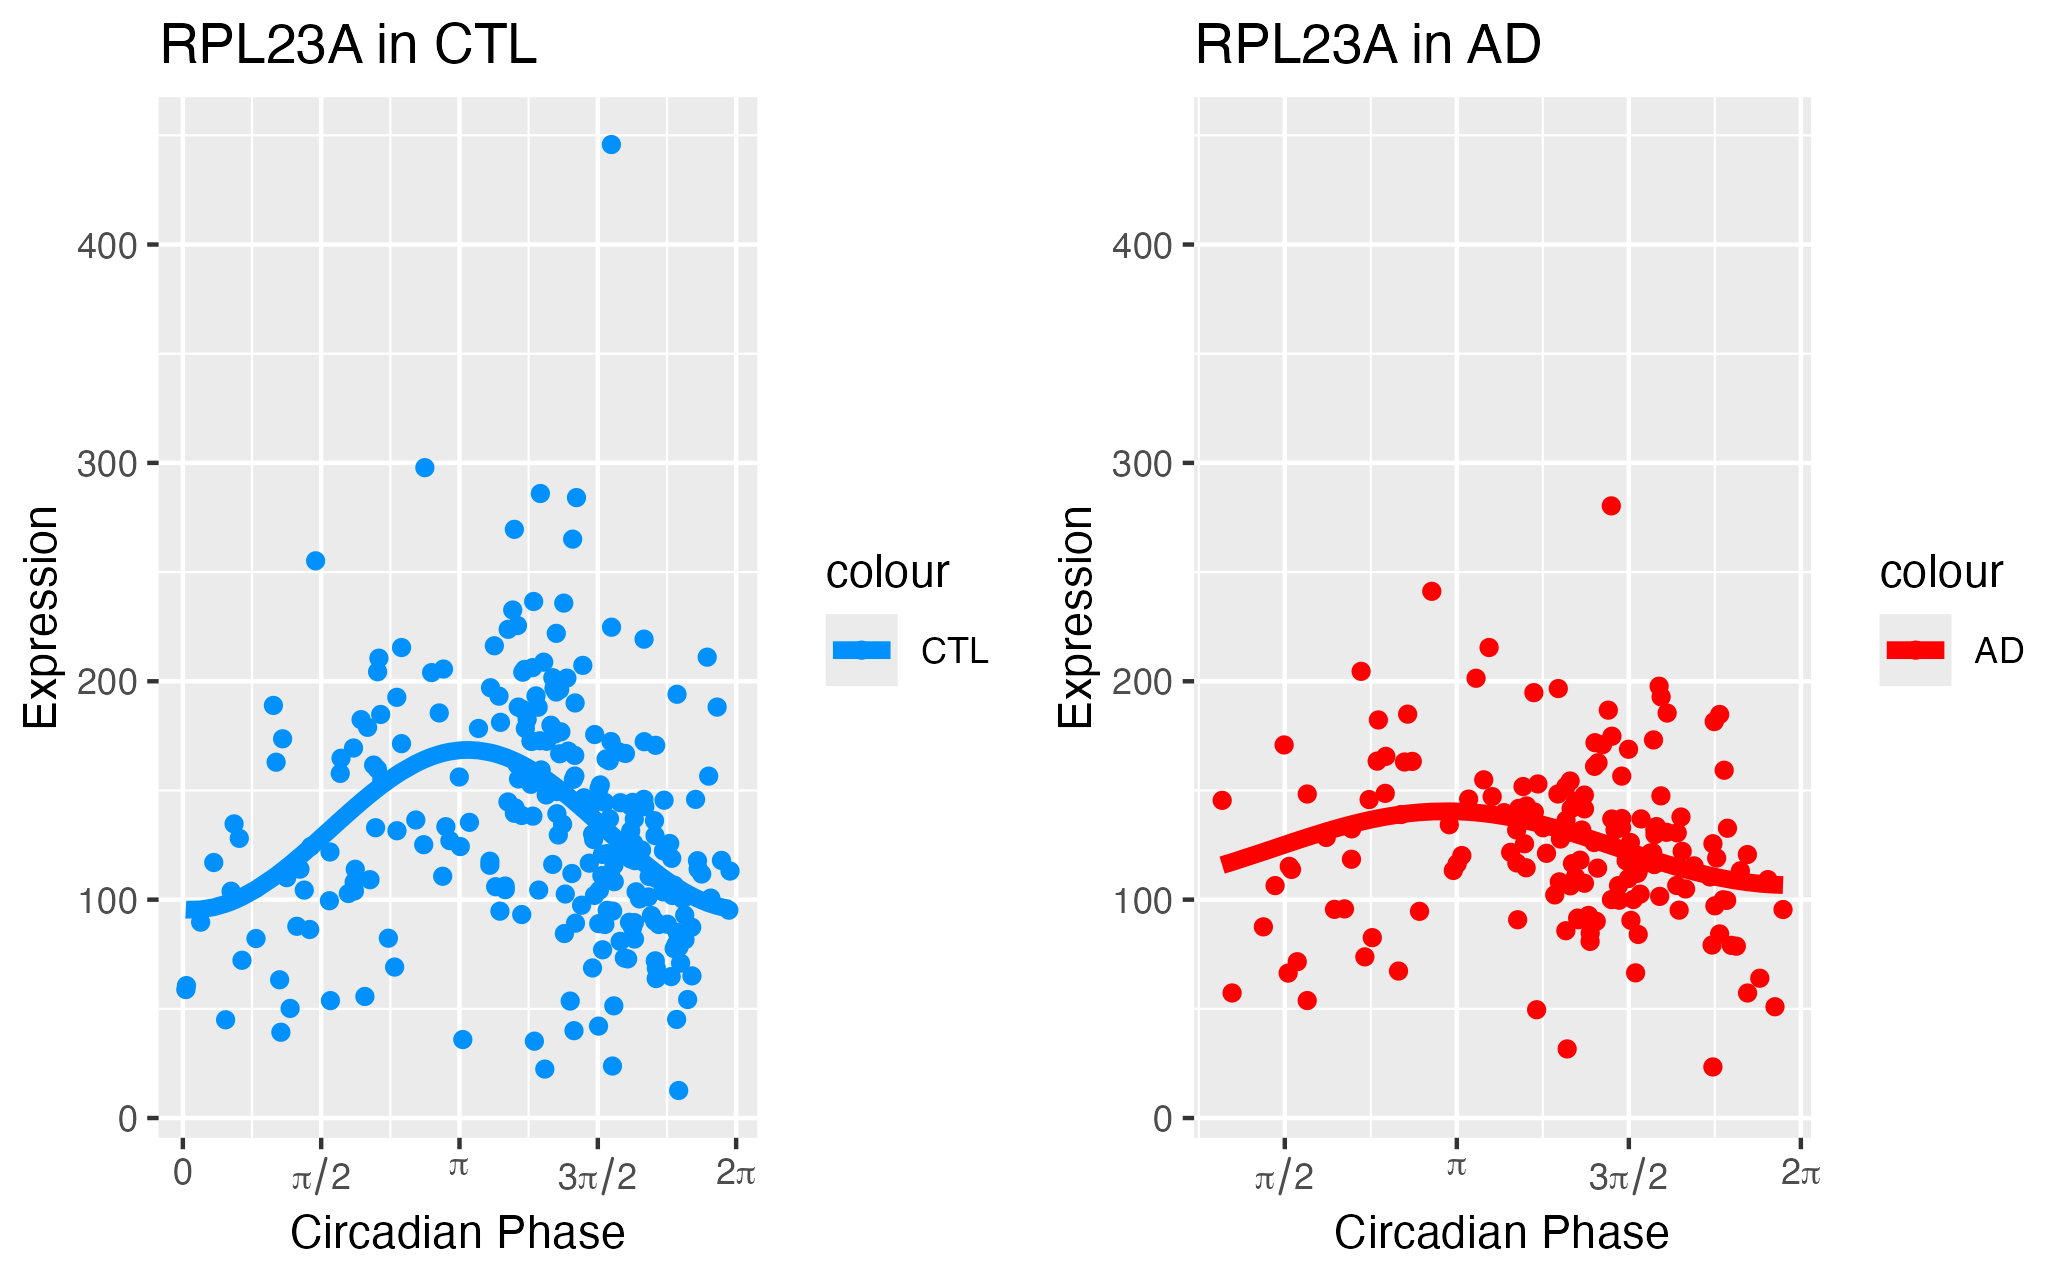 RPL23A in CTL
Expression
400
300
200
100
0
0
π/2
π
3π/2
2π
Circadian Phase
colour
CTL
RPL23A in AD
Expression
400
300
200
100
0
π/2
π
3π/2
2π
Circadian Phase
colour
AD